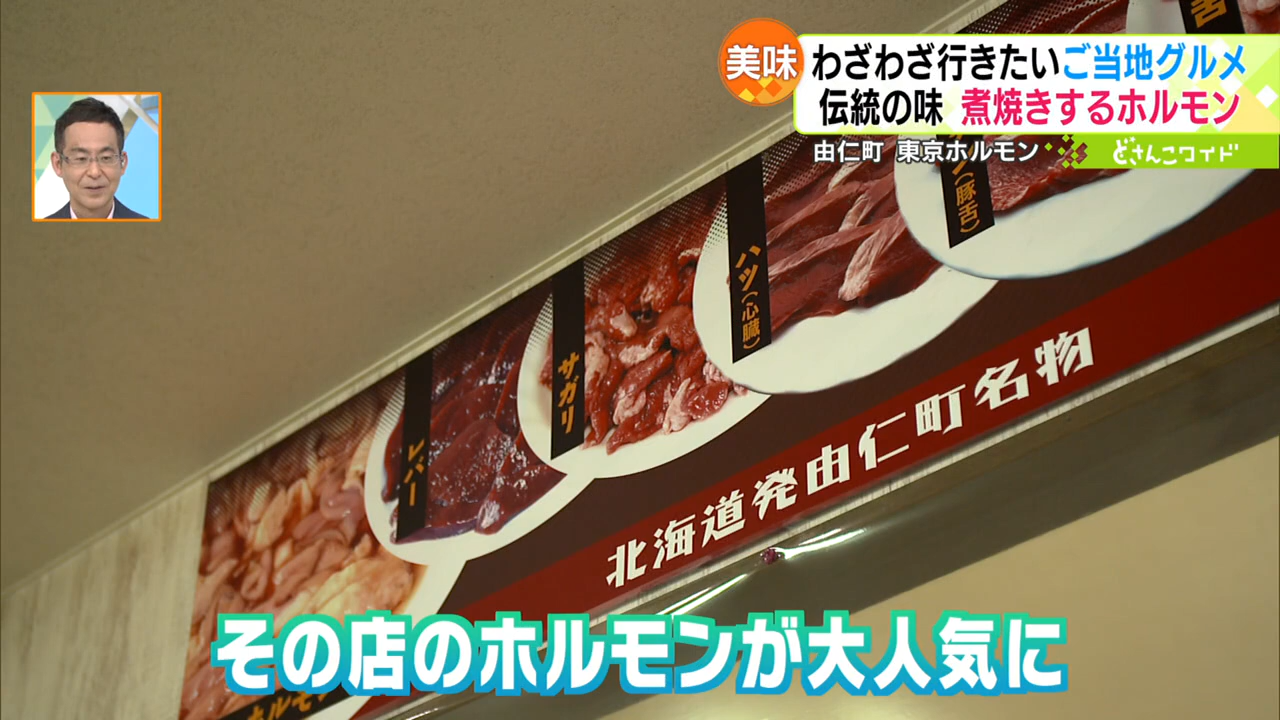 美味
わざわざ行きたいご当地グルメ
伝統の味 煮焼きするホルモン
由仁町 東京ホルモン
どさんこワイド
(豚舌)
ハツ(心臓)
サガリ
レバー
北海道発由仁町名物
ホルモン
その店のホルモンが大人気に